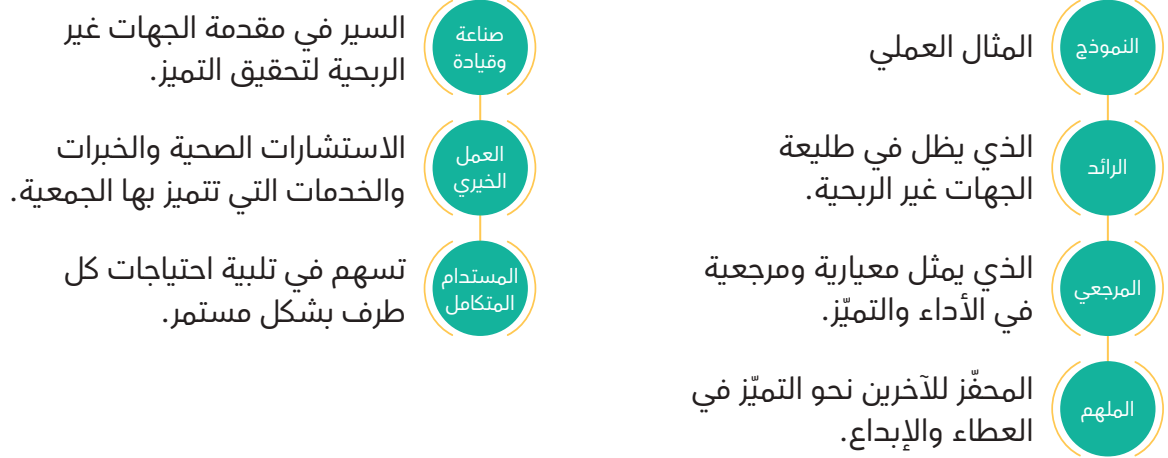 النموذج
المثال العملي
الرائد
الذي يظل في طليعة
الجهات غير الربحية.
المرجعي
الذي يمثل معيارية ومرجعية
في الأداء والتميّز.
الملهم
المحفّز للآخرين نحو التميّز في
العطاء والإبداع.
صناعة
وقيادة
السير في مقدمة الجهات غير
الربحية لتحقيق التميز.
العمل
الخيري
الاستشارات الصحية والخبرات
والخدمات التي تتميز بها الجمعية.
المستدام
المتكامل
تسهم في تلبية احتياجات كل
طرف بشكل مستمر.